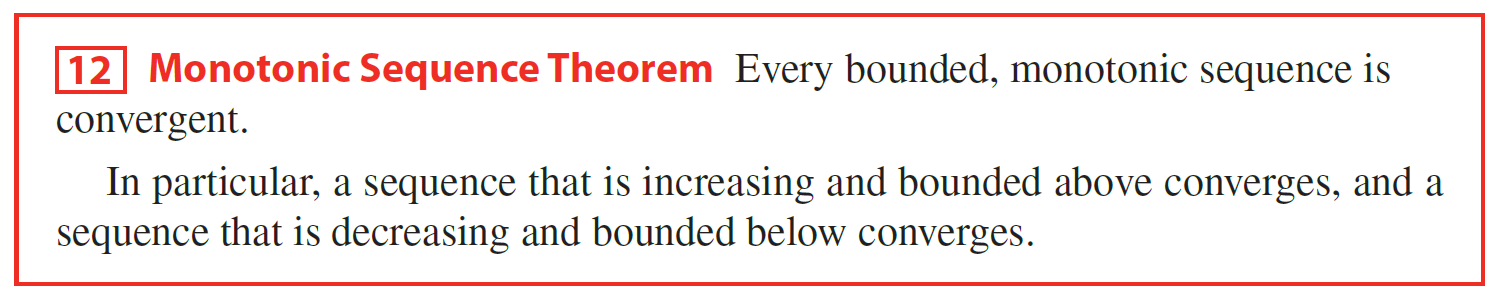 12 Monotonic Sequence Theorem Every bounded, monotonic sequence is
convergent.
In particular, a sequence that is increasing and bounded above converges, and a
sequence that is decreasing and bounded below converges.